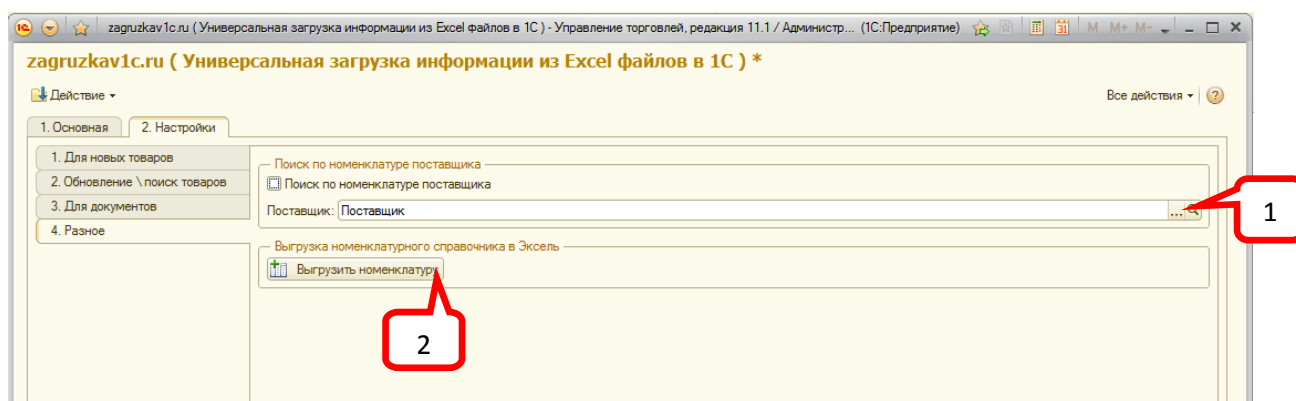 zagruzkav1c.ru ( Универсальная загрузка информации из Excel файлов в 1С ) - Управление торговлей, редакция 11.1 / Администр... (1С:Предприятие) 31 M M+ M-
zagruzkav1c.ru ( Универсальная загрузка информации из Excel файлов в 1С ) *
Действие
Все действия ?
1. Основная 2. Настройки
1. Для новых товаров
2. Обновление \ поиск товаров
3. Для документов
4. Разное
Поиск по номенклатуре поставщика
Поиск по номенклатуре поставщика
Поставщик: Поставщик ...
1
Выгрузка номенклатурного справочника в Эксель
Выгрузить номенклатуру
2